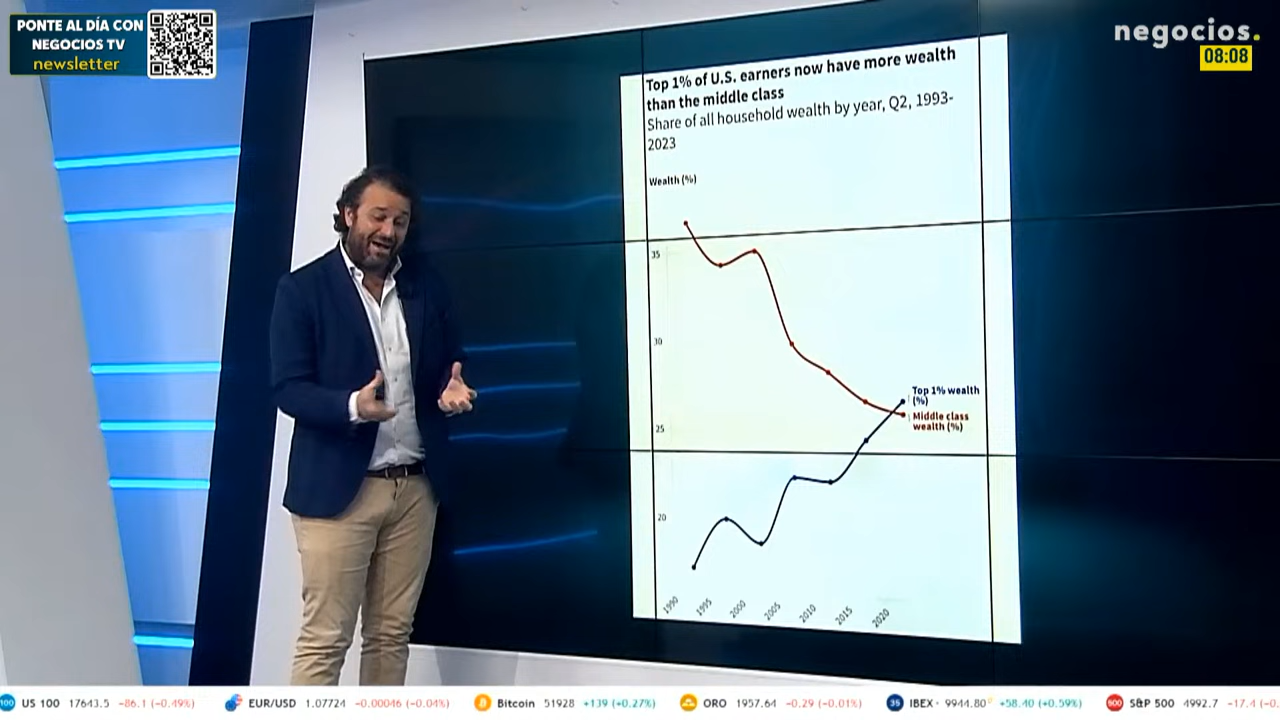 PONTE AL DÍA CON
NEGOCIOS TV
newsletter
negocios.
08:08
Top 1% of U.S. earners now have more wealth
than the middle class
Share of all household wealth by year, Q2, 1993-
2023
Wealth (%)
35
30
25
20
Top 1% wealth
(%)
Middle class
wealth (%)
1990
1995
2000
2005
2010
2015
2020
100 US 100 17643.5 -86.1 (-0.49%) EUR/USD 1.07724 -0.00046 (-0.04%) Bitcoin 51928 +139 (+0.27%) ORO 1957.64 -0.29 (-0.01%) 35 IBEX 9944.80 +58.40 (+0.59%) 500 S&P 500 4992.7 -17.4 (-0.